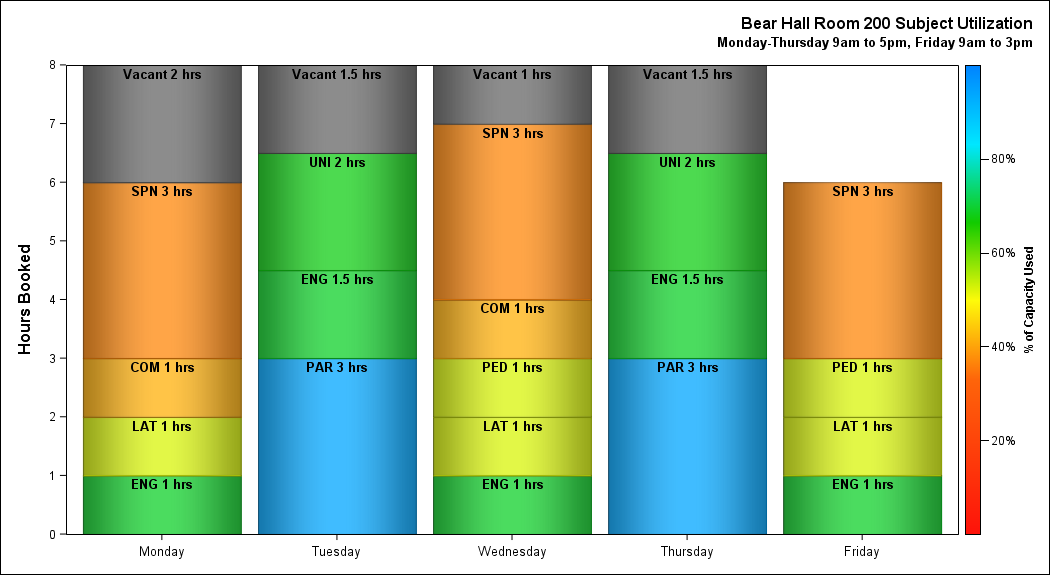 Bear Hall Room 200 Subject Utilization
Monday-Thursday 9am to 5pm, Friday 9am to 3pm
Hours Booked
8
7
6
5
4
3
2
1
0
Vacant 2 hrs
SPN 3 hrs
COM 1 hrs
LAT 1 hrs
ENG 1 hrs
Monday
Vacant 1.5 hrs
UNI 2 hrs
ENG 1.5 hrs
PAR 3 hrs
Tuesday
Vacant 1 hrs
SPN 3 hrs
COM 1 hrs
PED 1 hrs
LAT 1 hrs
ENG 1 hrs
Wednesday
Vacant 1.5 hrs
UNI 2 hrs
ENG 1.5 hrs
PAR 3 hrs
Thursday
SPN 3 hrs
PED 1 hrs
LAT 1 hrs
ENG 1 hrs
Friday
80%
60%
40%
20%
% of Capacity Used